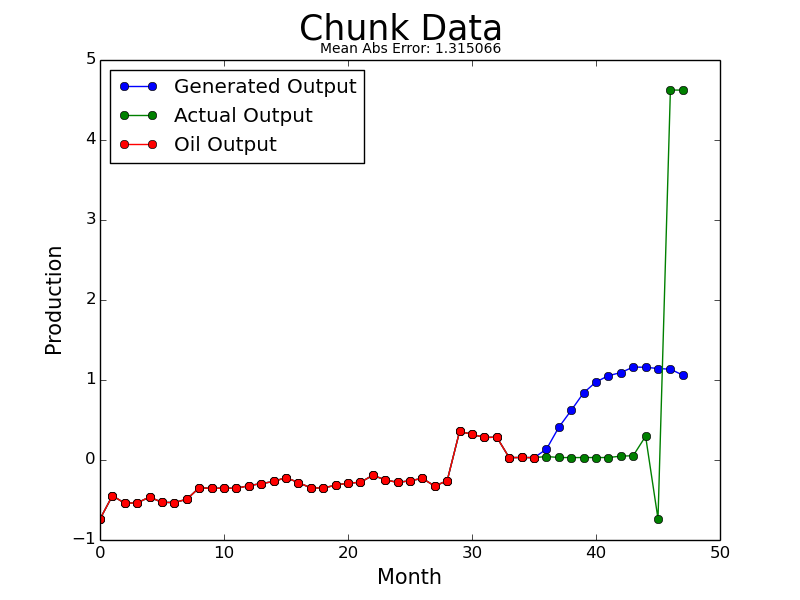 Chunk Data
Mean Abs Error: 1.315066
Generated Output
Actual Output
Oil Output
5
4
3
2
1
0
−1
Production
0 10 20 30 40 50
Month